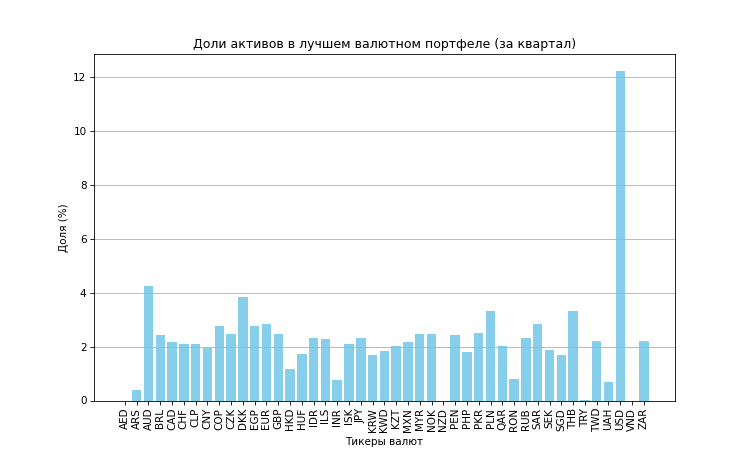 Доли активов в лучшем валютном портфеле (за квартал)
Доля (%)
12
10
8
6
4
2
0
AED ARS AUD BRL CAD CHF CLP CNY COP CZK DKK EGP EUR GBP HKD HUF IDR ILS INR ISK JPY KRW KWD KZT MXN MYR NOK NZD PEN PHP PKR PLN QAR RON RUB SAR SEK SGD THB TRY TWD UAH USD VND ZAR
Тикеры валют